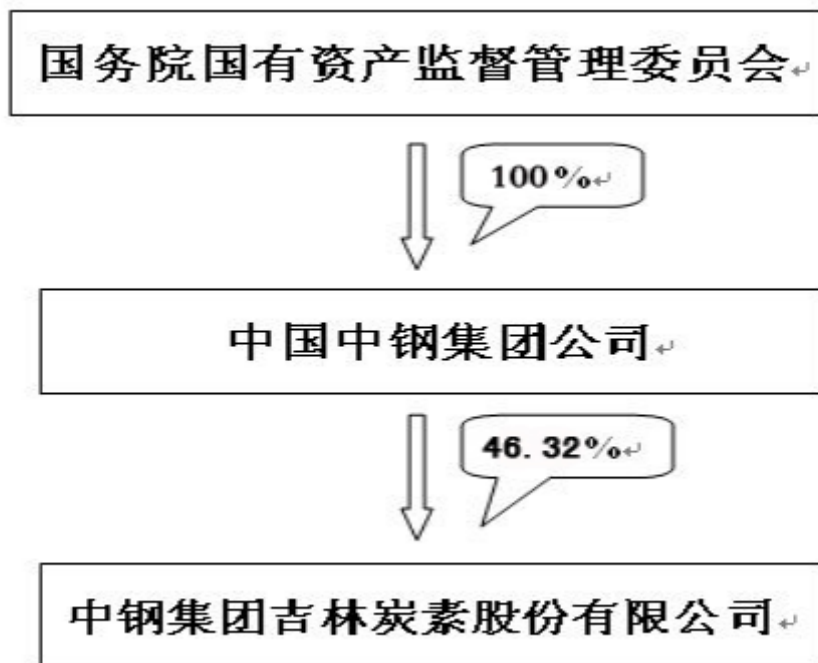 国务院国有资产监督管理委员会
100%
中国中钢集团公司
46.32%
中钢集团吉林炭素股份有限公司